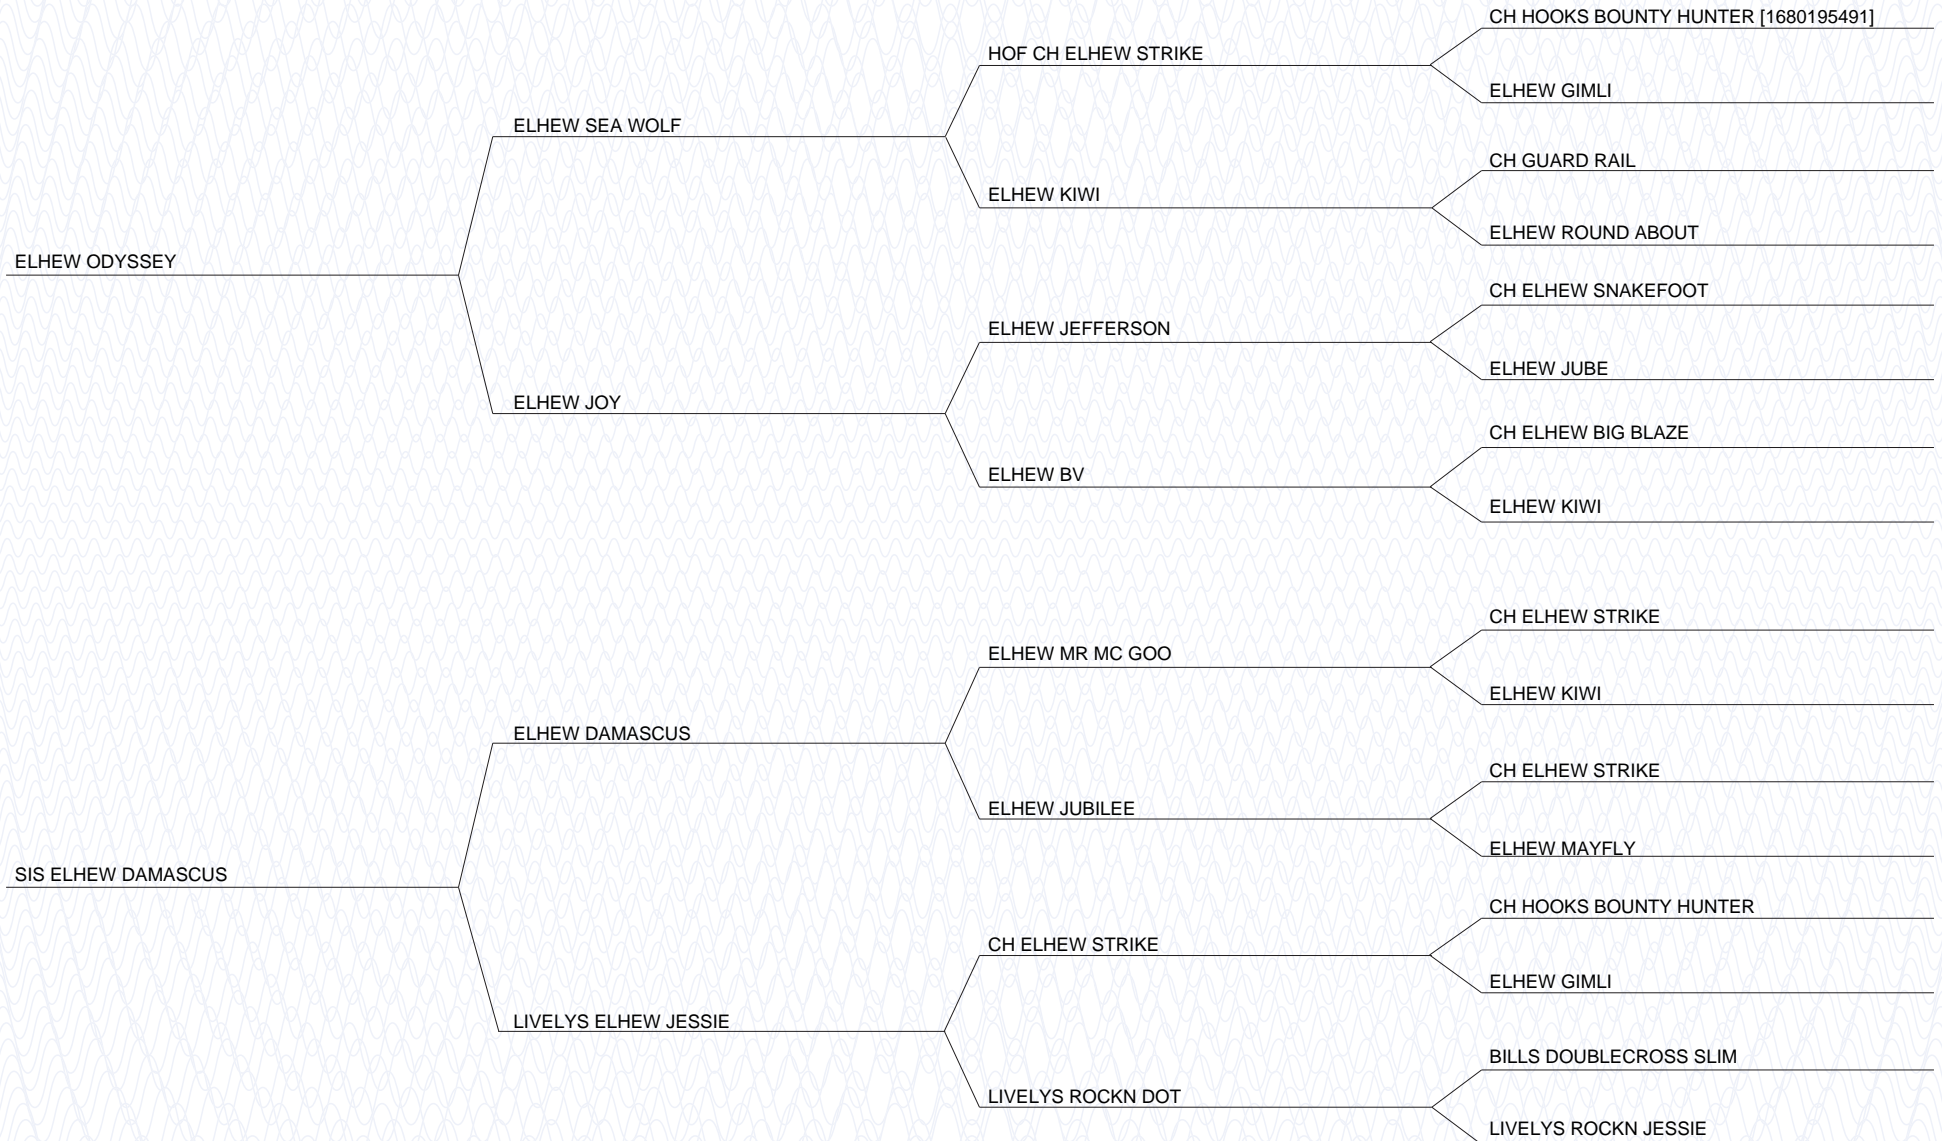 CH HOOKS BOUNTY HUNTER [1680195491]
HOF CH ELHEW STRIKE
ELHEW GIMLI
ELHEW SEA WOLF
CH GUARD RAIL
ELHEW KIWI
ELHEW ROUND ABOUT
ELHEW ODYSSEY
CH ELHEW SNAKEFOOT
ELHEW JEFFERSON
ELHEW JUBE
ELHEW JOY
CH ELHEW BIG BLAZE
ELHEW BV
ELHEW KIWI
CH ELHEW STRIKE
ELHEW MR MC GOO
ELHEW KIWI
ELHEW DAMASCUS
CH ELHEW STRIKE
ELHEW JUBILEE
ELHEW MAYFLY
SIS ELHEW DAMASCUS
CH HOOKS BOUNTY HUNTER
CH ELHEW STRIKE
ELHEW GIMLI
LIVELYS ELHEW JESSIE
BILLS DOUBLECROSS SLIM
LIVELYS ROCKN DOT
LIVELYS ROCKN JESSIE